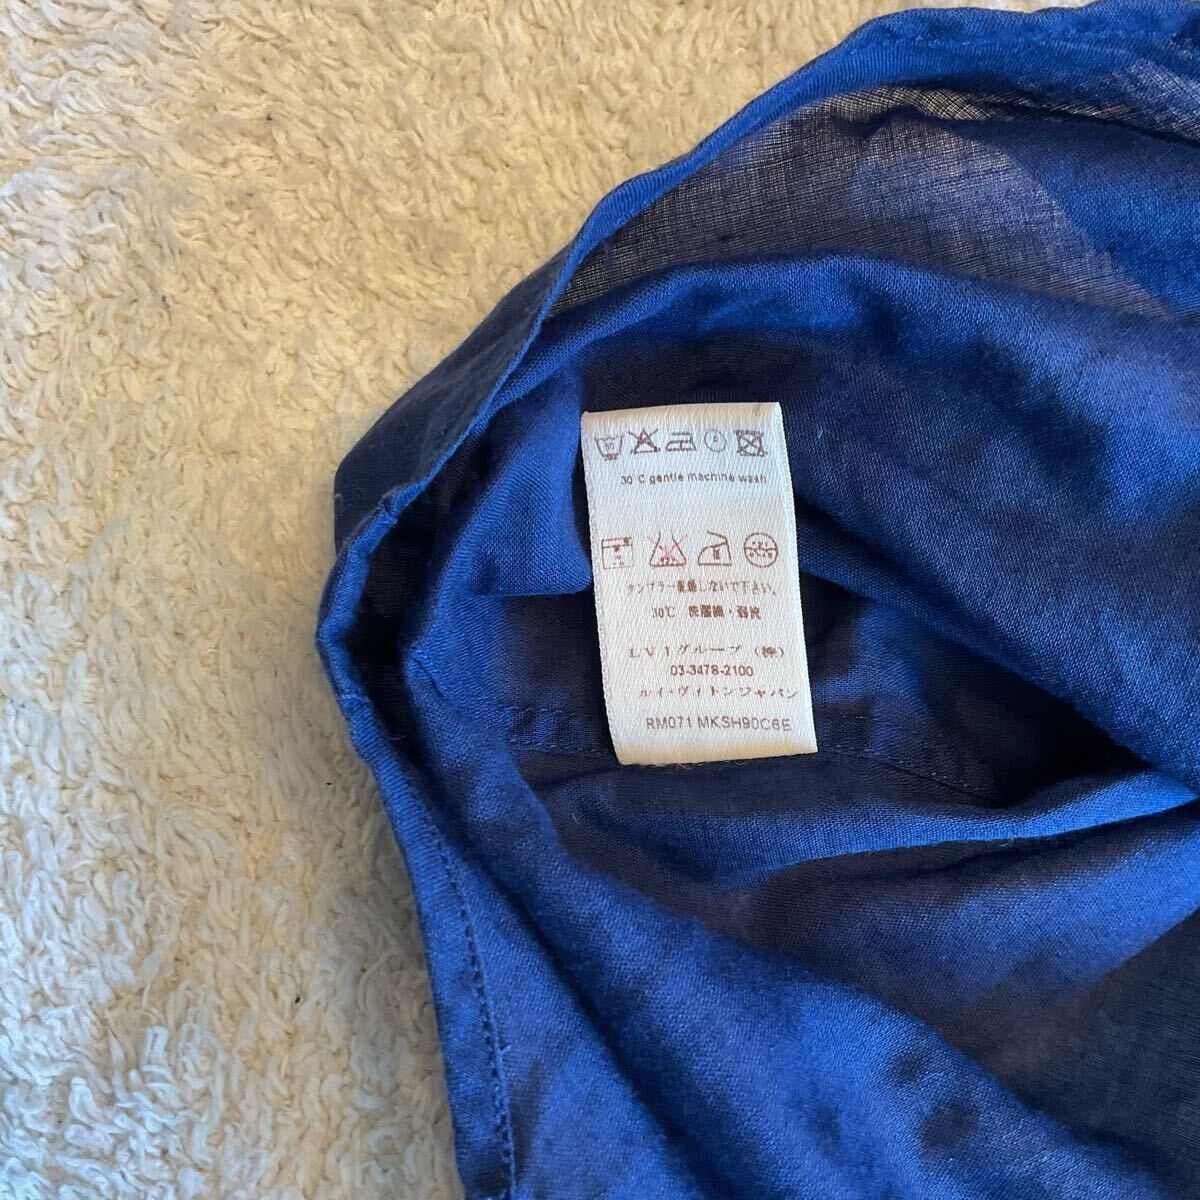 30°C gentle machine wash
タンブラー乾燥しないで下さい。
30℃ 洗濯機・弱洗
LVJグループ (株)
03-3478-2100
ルイ・ヴィトンジャパン
RM071 MKSH90C6E